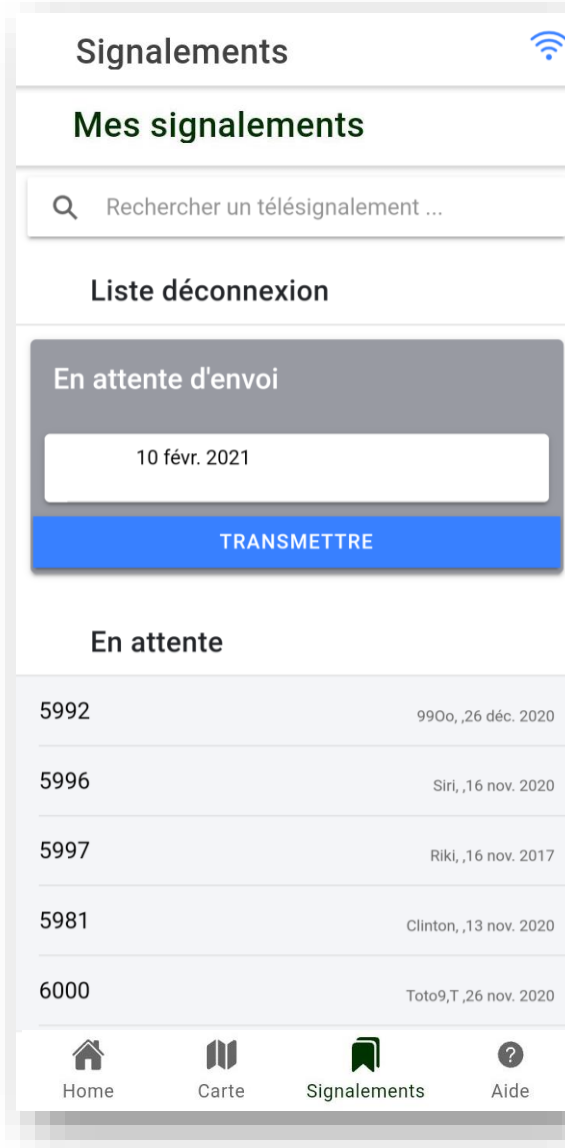 Signalements
Mes signalements
Rechercher un télésignalement ...
Liste déconnexion
En attente d'envoi
10 févr. 2021
TRANSMETTRE
En attente
5992 99Oo, ,26 déc. 2020
5996 Siri, ,16 nov. 2020
5997 Riki, ,16 nov. 2017
5981 Clinton, ,13 nov. 2020
6000 Toto9,T ,26 nov. 2020
Home Carte Signalements Aide